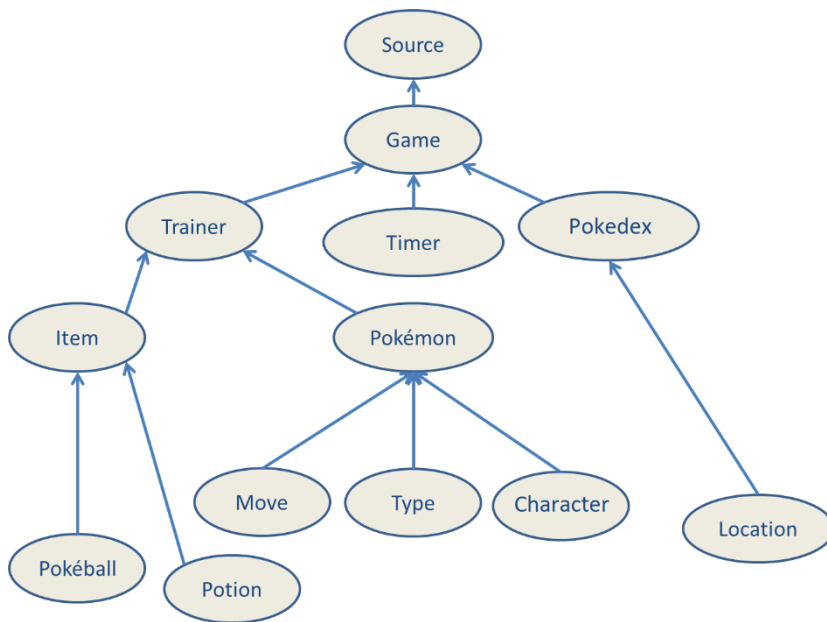 Source
Game
Trainer
Timer
Pokedex
Item
Pokémon
Move
Type
Character
Location
Pokéball
Potion